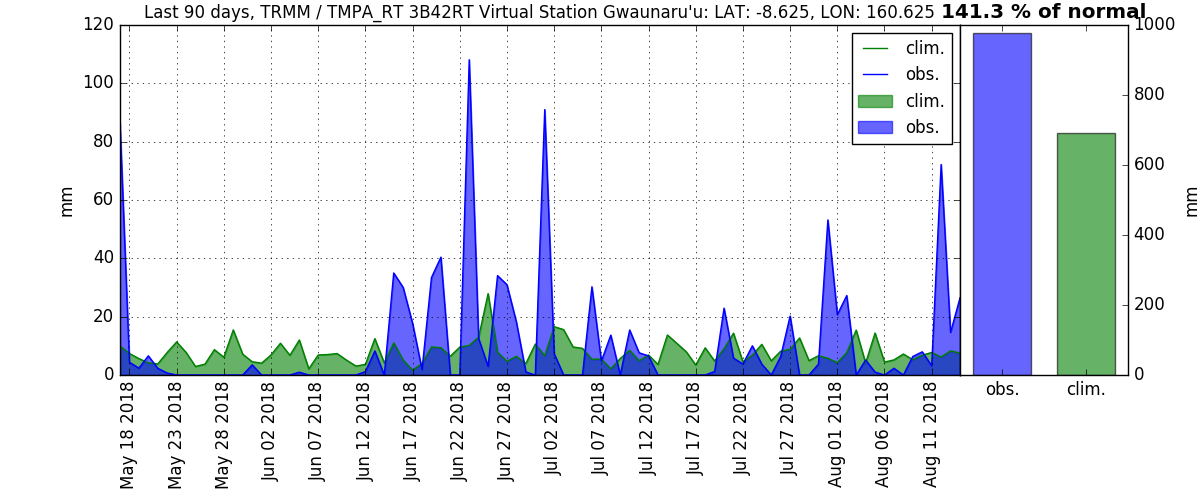 Last 90 days, TRMM / TMPA_RT 3B42RT Virtual Station Gwaunaru'u: LAT: -8.625, LON: 160.625 141.3 % of normal
120
100
80
60
40
20
0
mm
clim.
obs.
clim.
obs.
1000
800
600
400
200
0
mm
May 18 2018
May 23 2018
May 28 2018
Jun 02 2018
Jun 07 2018
Jun 12 2018
Jun 17 2018
Jun 22 2018
Jun 27 2018
Jul 02 2018
Jul 07 2018
Jul 12 2018
Jul 17 2018
Jul 22 2018
Jul 27 2018
Aug 01 2018
Aug 06 2018
Aug 11 2018
obs.
clim.